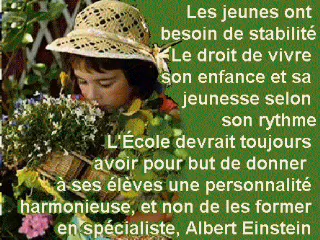 Les jeunes ont
besoin de stabilité
Le droit de vivre
son enfance et sa
jeunesse selon
son rythme
L'École devrait toujours
avoir pour but de donner
à ses élèves une personnalité
harmonieuse, et non de les former
en spécialiste, Albert Einstein